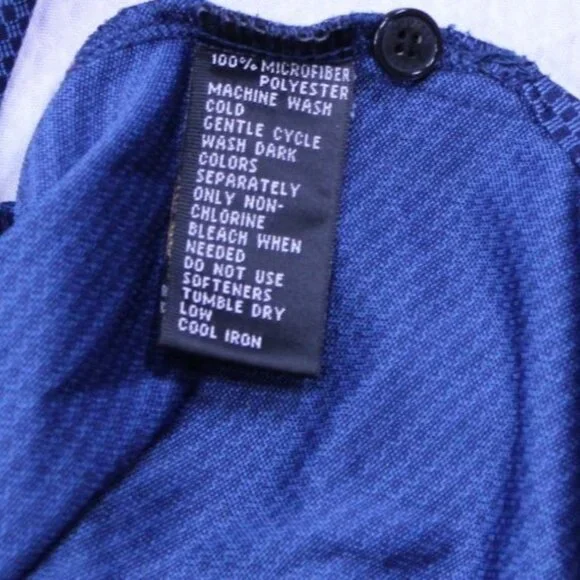 100% MICROFIBER
POLYESTER
MACHINE WASH
COLD
GENTLE CYCLE
WASH DARK
COLORS
SEPARATELY
ONLY NON-
CHLORINE
BLEACH WHEN
NEEDED
DO NOT USE
SOFTENERS
TUMBLE DRY
LOW
COOL IRON